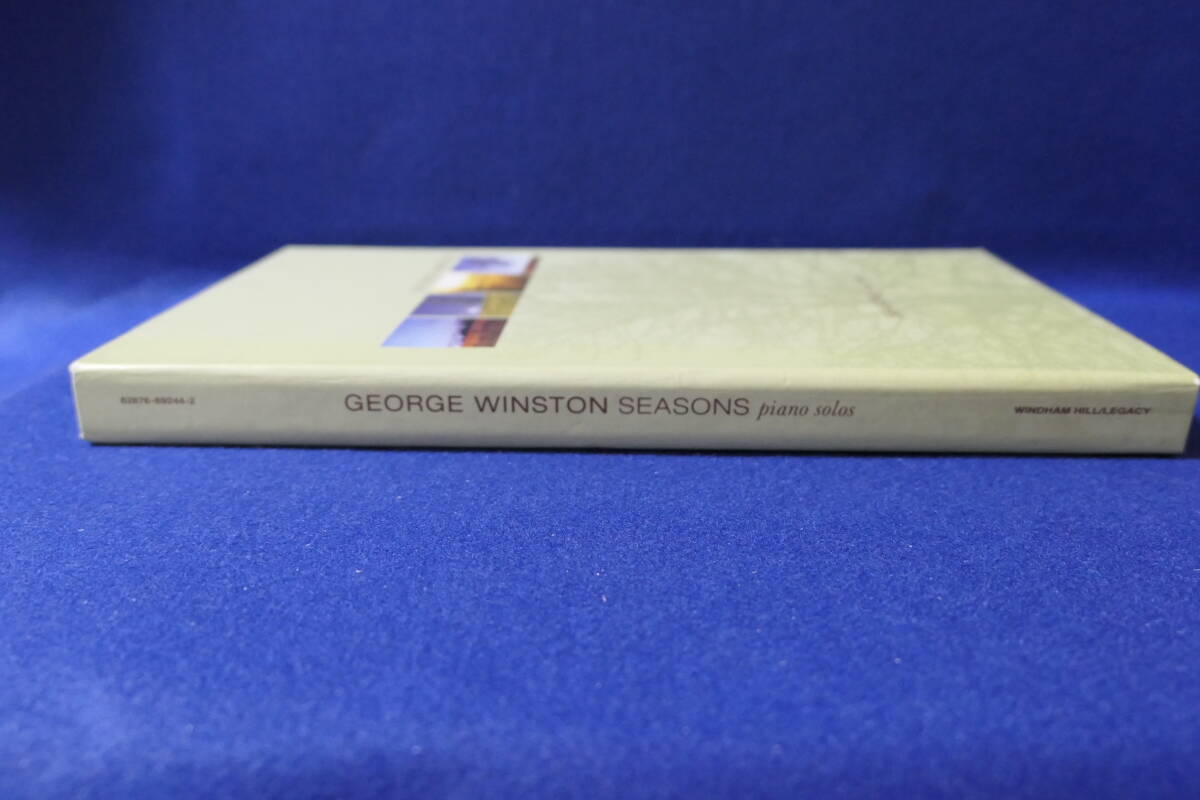 82876-69244-2
GEORGE WINSTON SEASONS piano solos
WINDHAM HILL/LEGACY